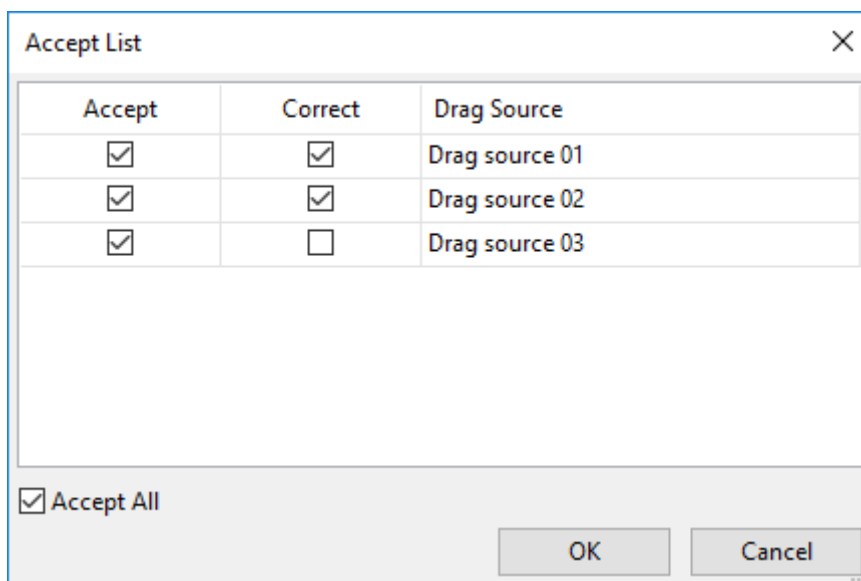 Accept List
Accept Correct Drag Source
Drag source 01
Drag source 02
Drag source 03
Accept All
OK Cancel